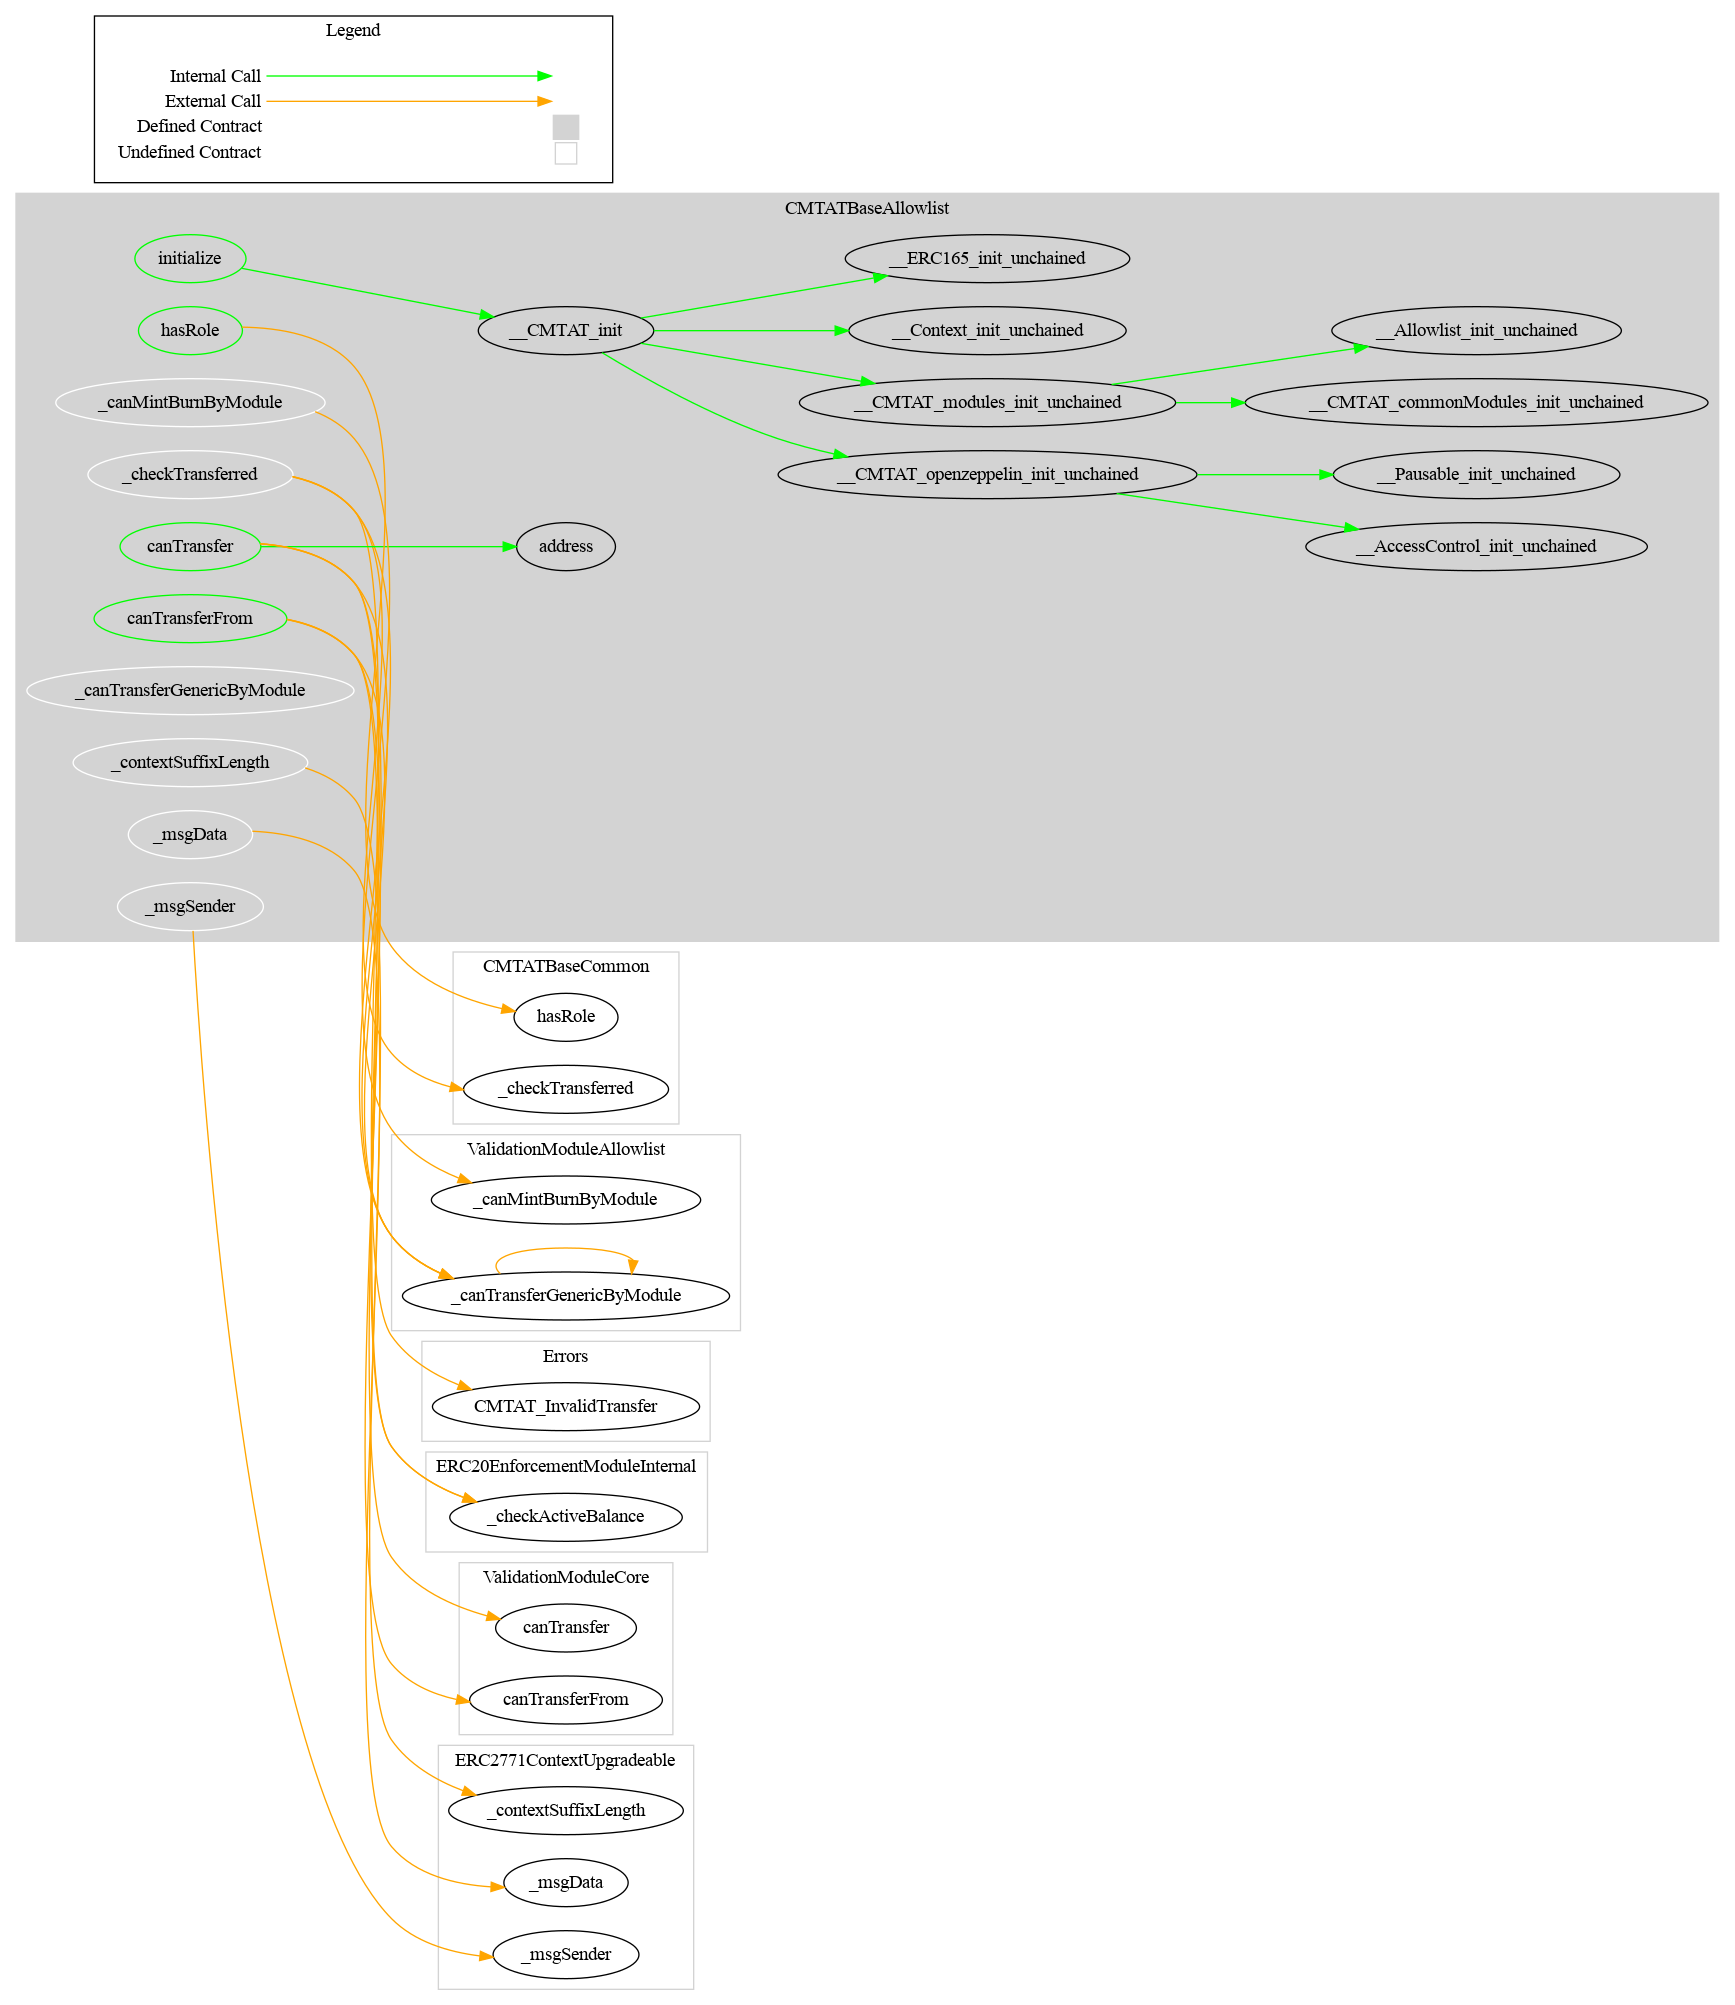 Legend
Internal Call
External Call
Defined Contract
Undefined Contract
CMTATBaseAllowlist
initialize
__ERC165_init_unchained
hasRole
__CMTAT_init
__Context_init_unchained
__Allowlist_init_unchained
_canMintBurnByModule
__CMTAT_modules_init_unchained
__CMTAT_commonModules_init_unchained
_checkTransferred
__CMTAT_openzeppelin_init_unchained
__Pausable_init_unchained
canTransfer
address
__AccessControl_init_unchained
canTransferFrom
_canTransferGenericByModule
_contextSuffixLength
_msgData
_msgSender
CMTATBaseCommon
hasRole
_checkTransferred
ValidationModuleAllowlist
_canMintBurnByModule
_canTransferGenericByModule
Errors
CMTAT_InvalidTransfer
ERC20EnforcementModuleInternal
_checkActiveBalance
ValidationModuleCore
canTransfer
canTransferFrom
ERC2771ContextUpgradeable
_contextSuffixLength
_msgData
_msgSender